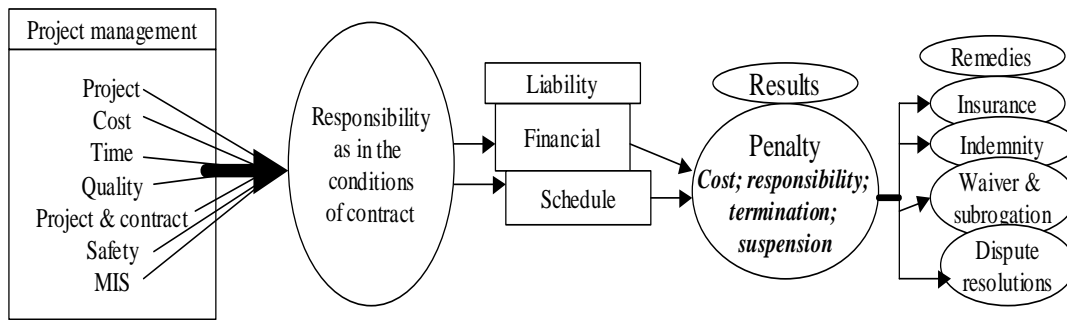 Project management
Project
Cost
Time
Quality
Project & contract
Safety
MIS
Responsibility
as in the
conditions
of contract
Liability
Financial
Schedule
Results
Penalty
Cost; responsibility;
termination;
suspension
Remedies
Insurance
Indemnity
Waiver &
subrogation
Dispute
resolutions